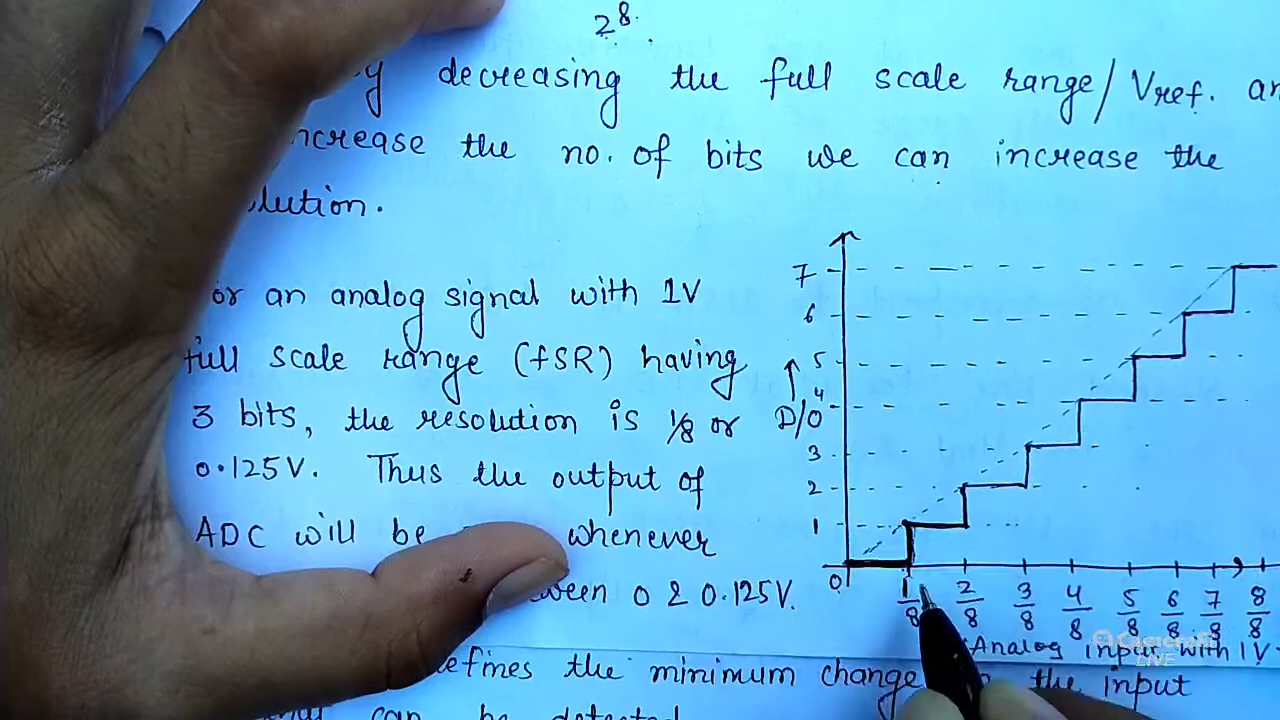 2⁸.
decreasing the full scale range/Vref. an
ncrease the no. of bits we can increase the
lution.
or an analog signal with 1V
full scale range (FSR) having
3 bits, the resolution is 1/8 or
0.125V. Thus the output of
ADC will be whenever
ween 0 & 0.125V.
efines the minimum change the input
can be detected
7
6
5
4
D/O
3
2
1
0
1/8 2/8 3/8 4/8 5/8 6/8 7/8 8/8
Analog input with 1V
LIVE